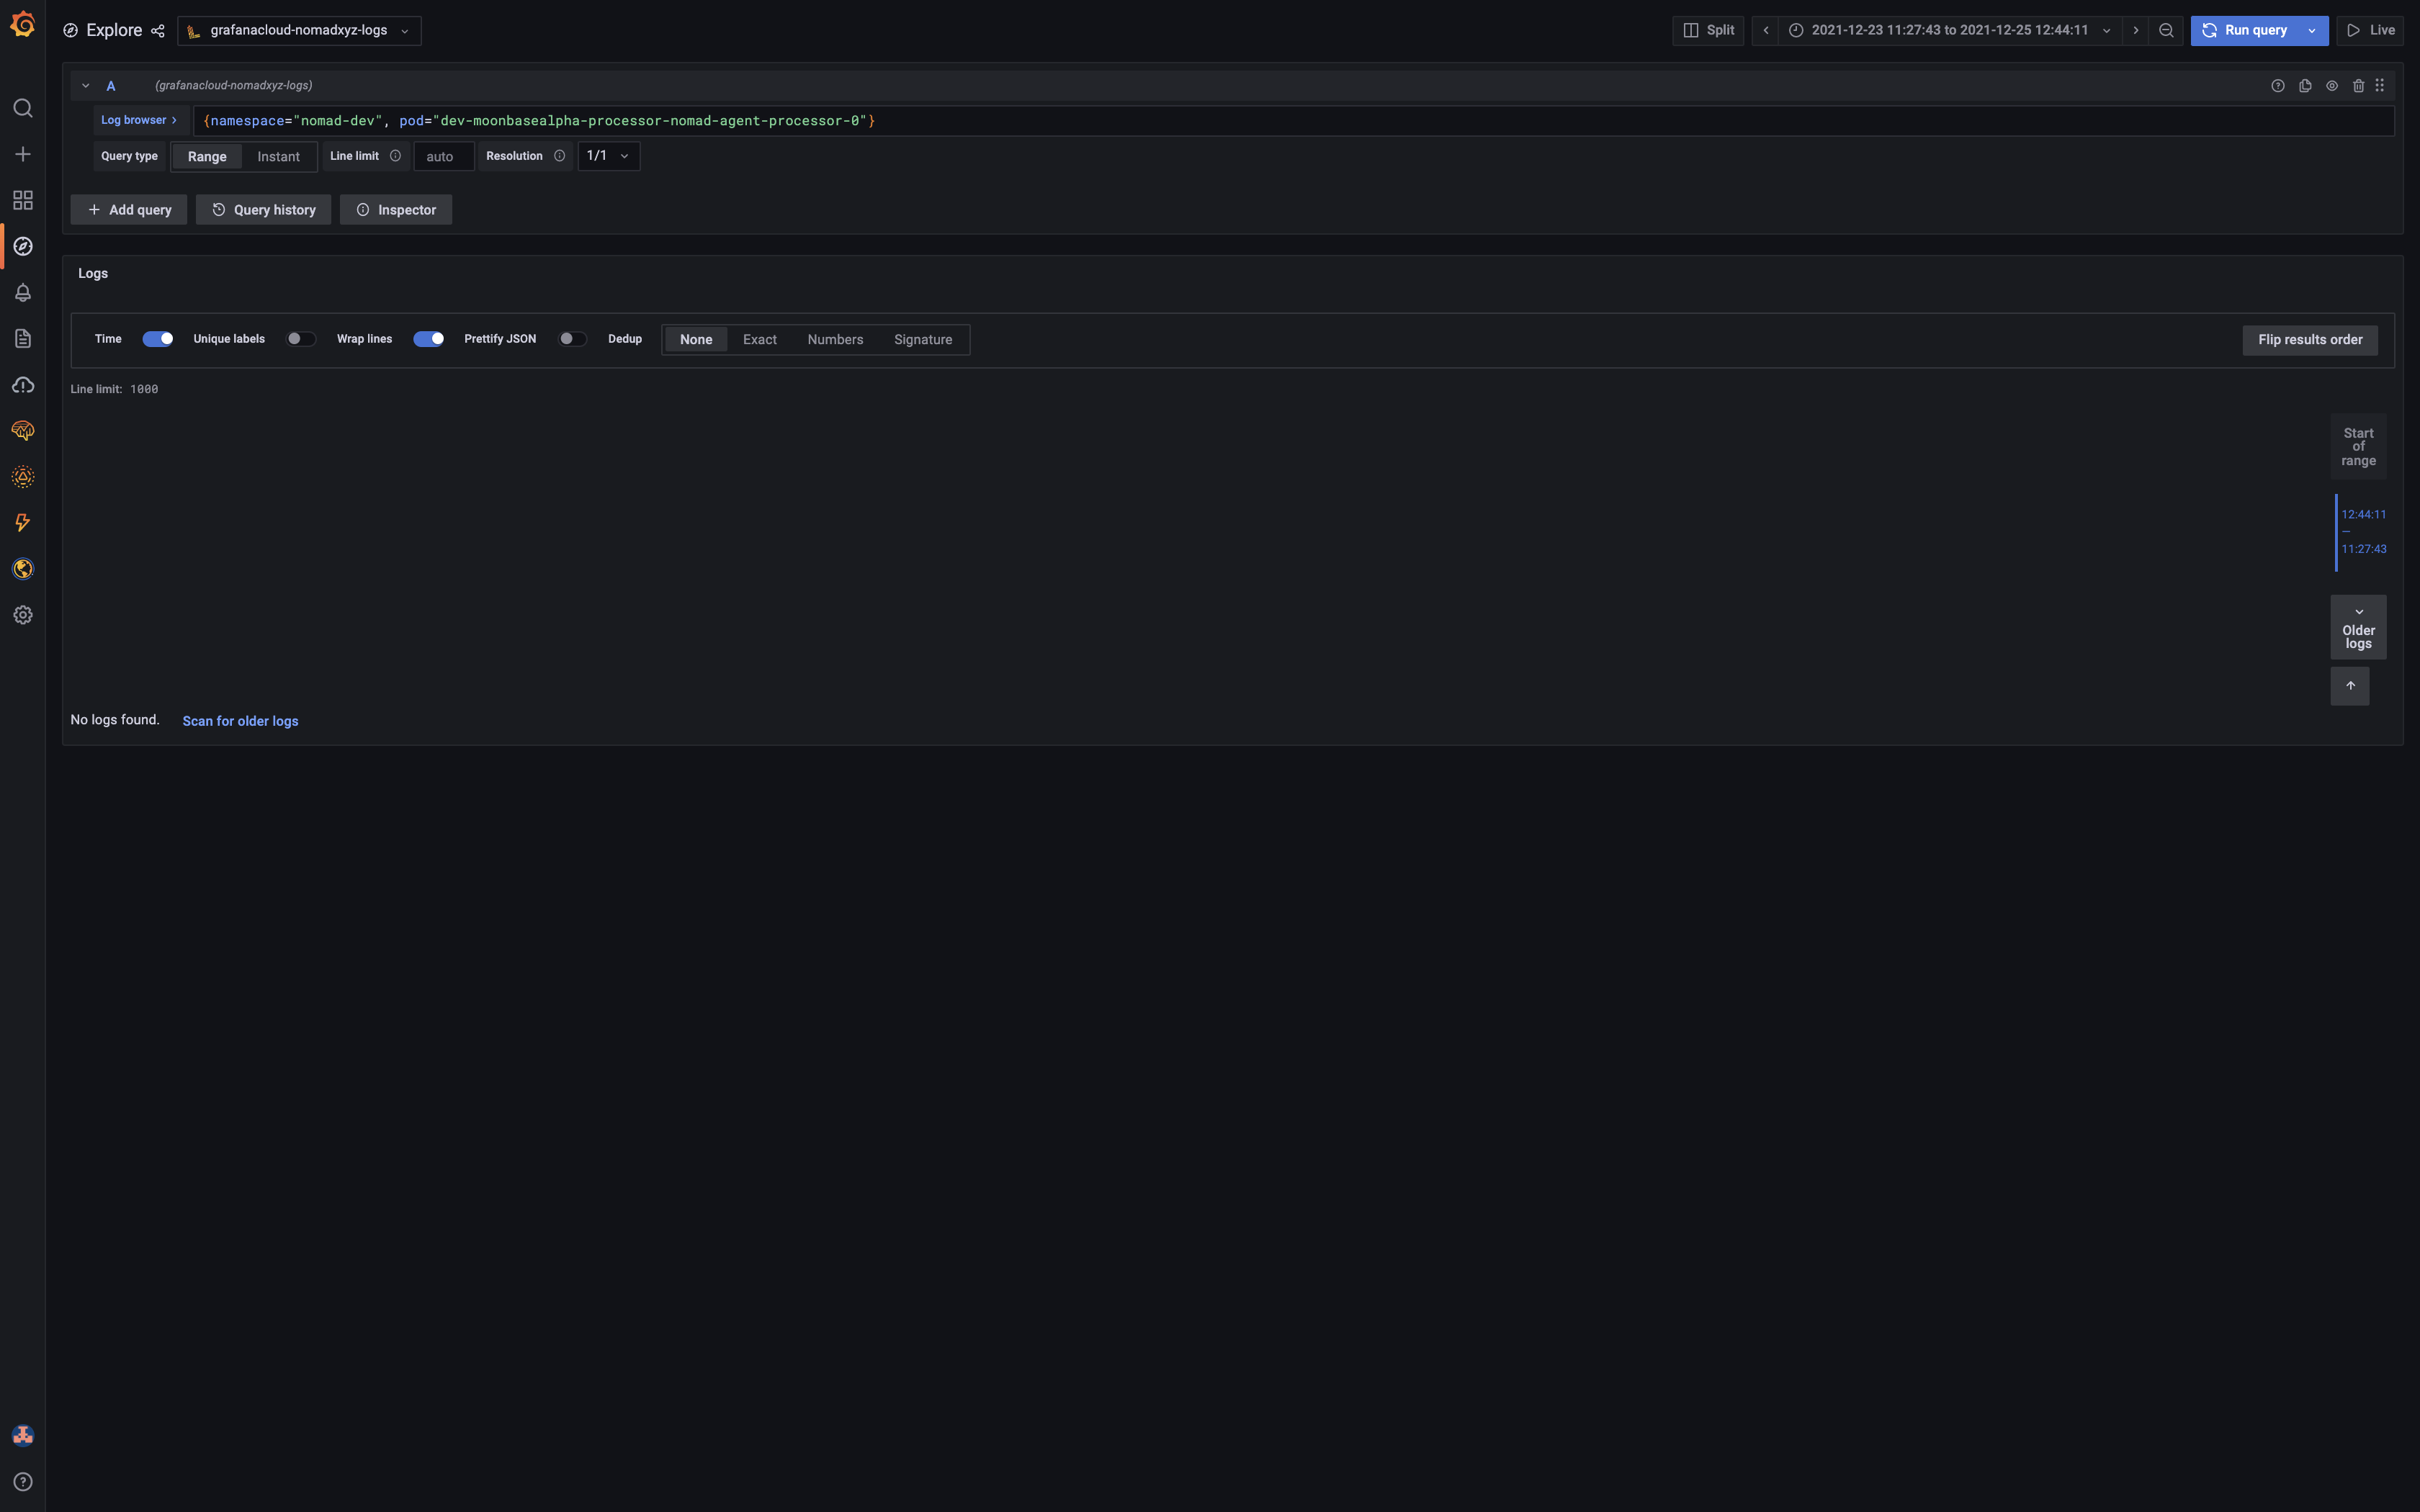 Explore
grafanacloud-nomadxyz-logs
Split
2021-12-23 11:27:43 to 2021-12-25 12:44:11
Run query
Live
A
(grafanacloud-nomadxyz-logs)
Log browser
{namespace="nomad-dev", pod="dev-moonbasealpha-processor-nomad-agent-processor-0"}
Query type
Range
Instant
Line limit
auto
Resolution
1/1
Add query
Query history
Inspector
Logs
Time
Unique labels
Wrap lines
Prettify JSON
Dedup
None
Exact
Numbers
Signature
Flip results order
Line limit: 1000
Start
of
range
12:44:11
—
11:27:43
Older
logs
No logs found.
Scan for older logs